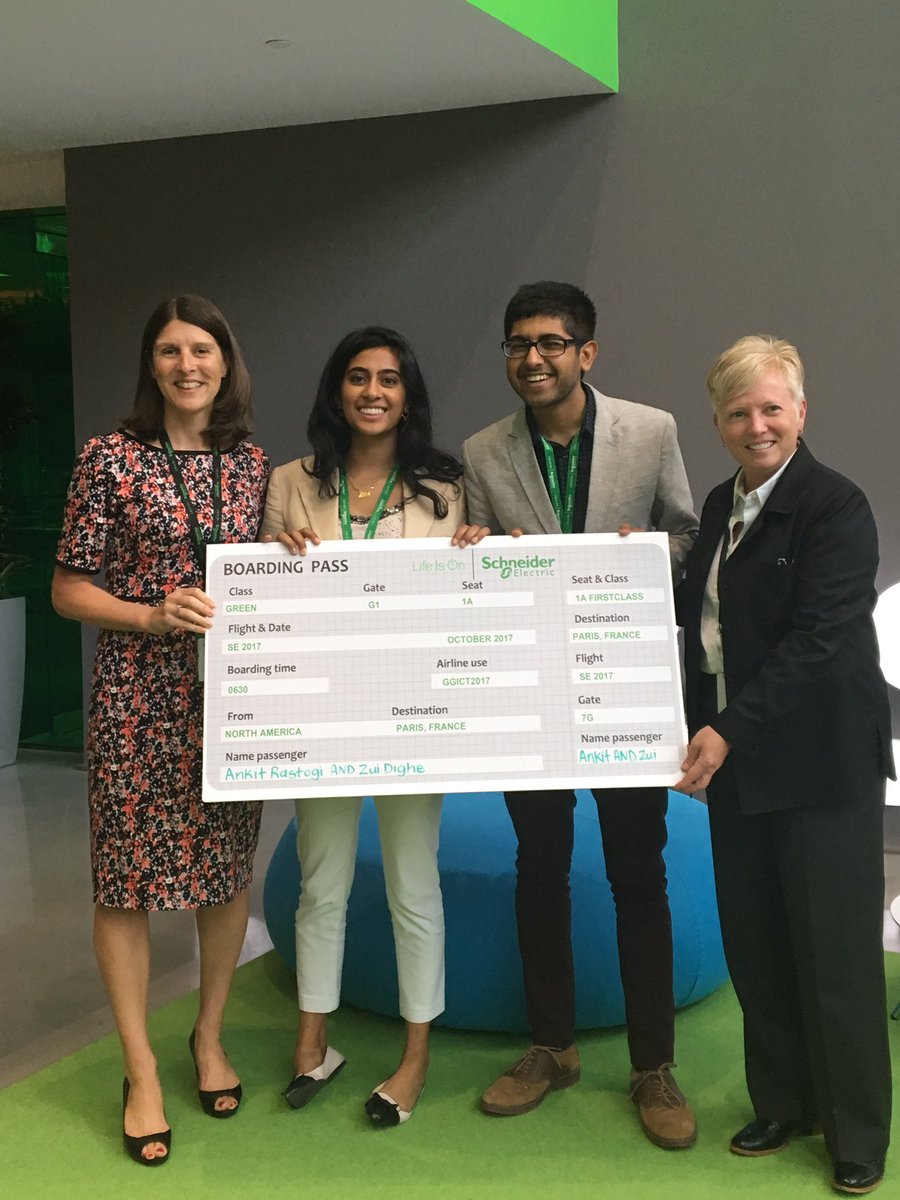 BOARDING PASS
Life Is On
Schneider
Electric
Class Gate Seat
GREEN G1 1A
Flight & Date
SE 2017 OCTOBER 2017
Boarding time Airline use
0630 GGICT2017
From Destination
NORTH AMERICA PARIS, FRANCE
Name passenger
Ankit Rastogi AND Zui Dighe
Seat & Class
1A FIRSTCLASS
Destination
PARIS, FRANCE
Flight
SE 2017
Gate
7G
Name passenger
Ankit AND Zui